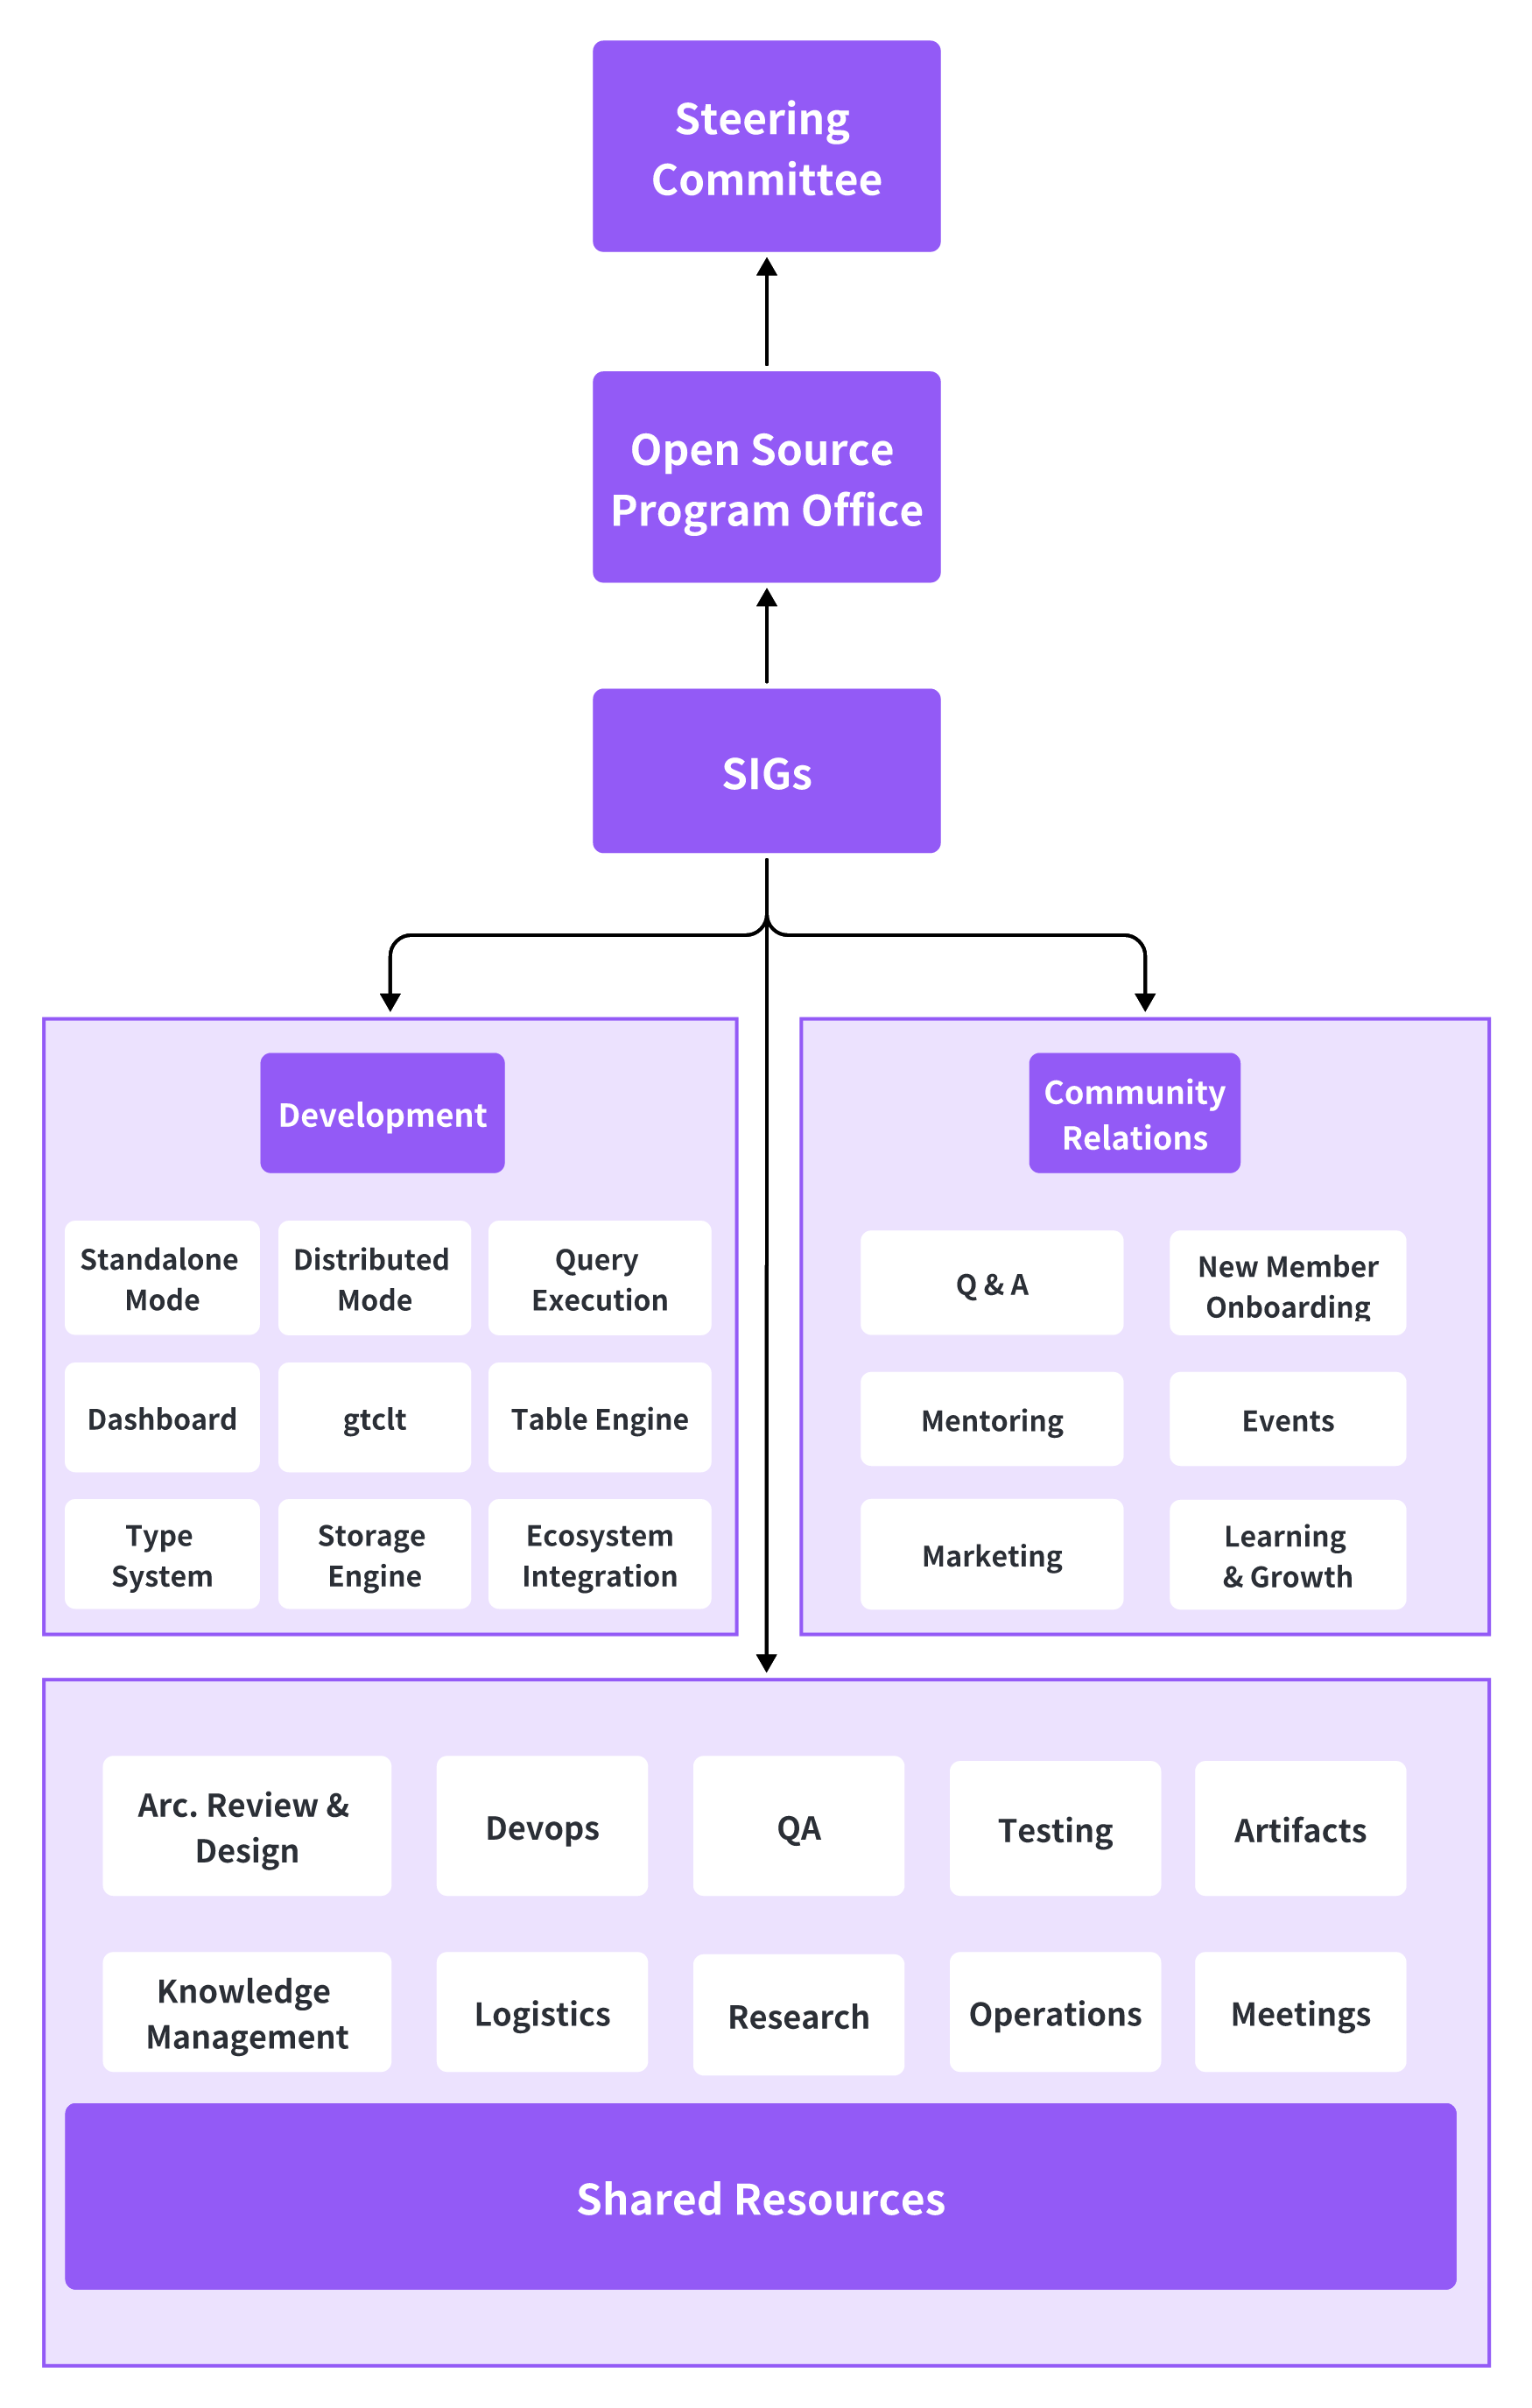 Steering
Committee
Open Source
Program Office
SIGs
Development
Standalone
Mode
Distributed
Mode
Query
Execution
Dashboard
gtclt
Table Engine
Type
System
Storage
Engine
Ecosystem
Integration
Community
Relations
Q & A
New Member
Onboarding
Mentoring
Events
Marketing
Learning
& Growth
Arc. Review &
Design
Devops
QA
Testing
Artifacts
Knowledge
Management
Logistics
Research
Operations
Meetings
Shared Resources